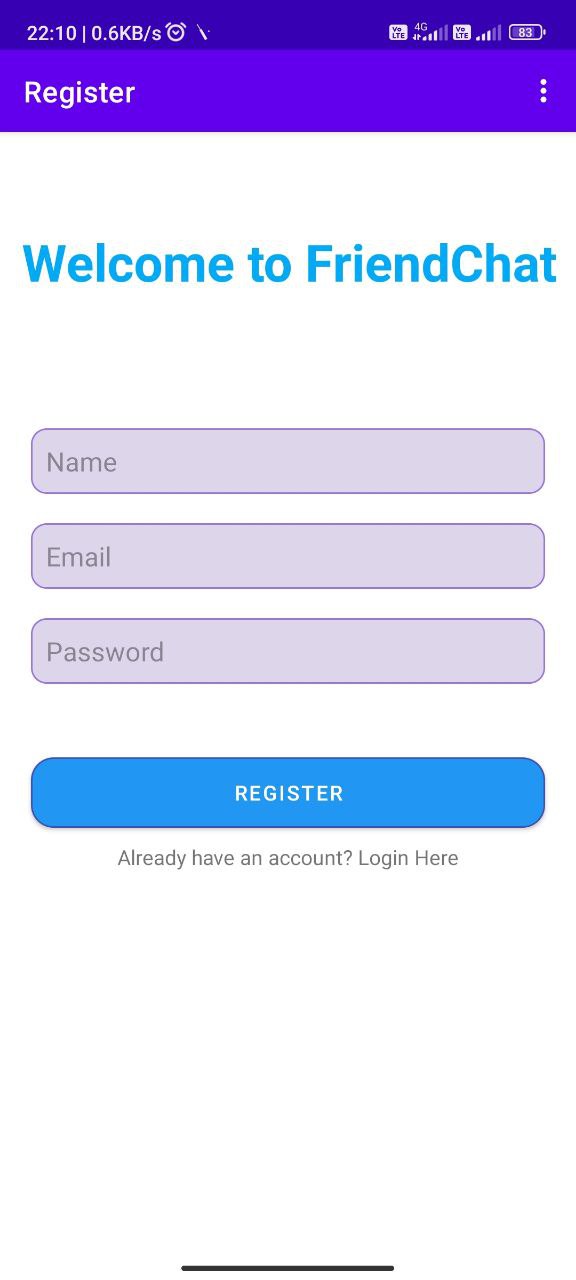 22:10 | 0.6KB/s Vo LTE 4G Vo LTE 83
Register
Welcome to FriendChat
Name
Email
Password
REGISTER
Already have an account? Login Here